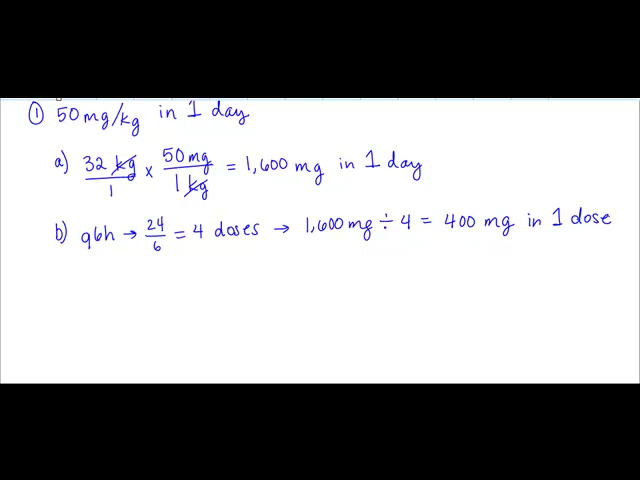 ① 50 mg/kg in 1 day
a) 32 kg/1 × 50 mg/1 kg = 1,600 mg in 1 day
b) q6h → 24/6 = 4 doses → 1,600 mg ÷ 4 = 400 mg in 1 dose